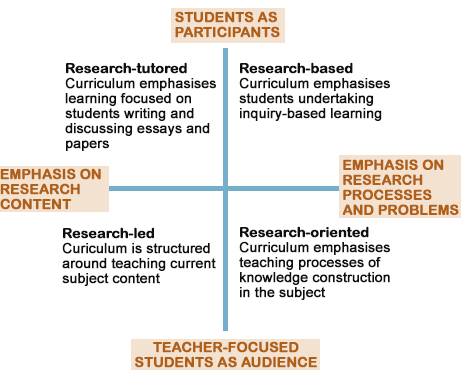 STUDENTS AS
PARTICIPANTS
Research-tutored
Curriculum emphasises
learning focused on
students writing and
discussing essays and
papers
Research-based
Curriculum emphasises
students undertaking
inquiry-based learning
EMPHASIS ON
RESEARCH
CONTENT
EMPHASIS ON
RESEARCH
PROCESSES
AND PROBLEMS
Research-led
Curiculum is structured
around teaching current
subject content
Research-oriented
Curriculum emphasises
teaching processes of
knowledge construction
in the subject
TEACHER-FOCUSED
STUDENTS AS AUDIENCE